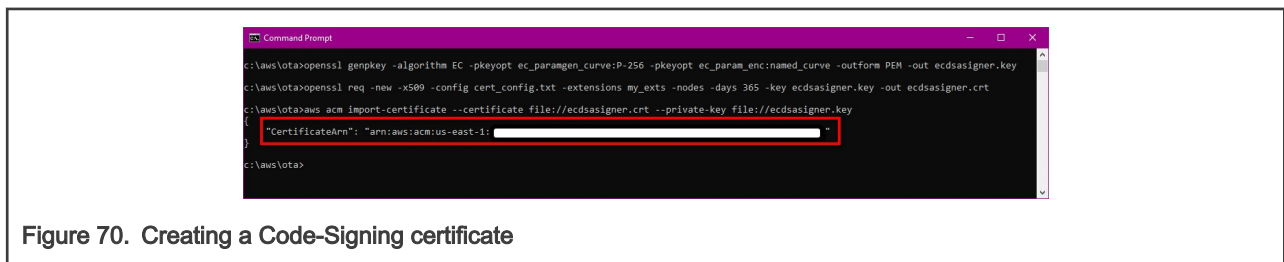 Command Prompt
c:\aws\ota>openssl genpkey -algorithm EC -pkeyopt ec_paramgen_curve:P-256 -pkeyopt ec_param_enc:named_curve -outform PEM -out ecdsasigner.key
c:\aws\ota>openssl req -new -x509 -config cert_config.txt -extensions my_exts -nodes -days 365 -key ecdsasigner.key -out ecdsasigner.crt
c:\aws\ota>aws acm import-certificate --certificate file://ecdsasigner.crt --private-key file://ecdsasigner.key
{
"CertificateArn": "arn:aws:acm:us-east-1: "
}
c:\aws\ota>
Figure 70. Creating a Code-Signing certificate